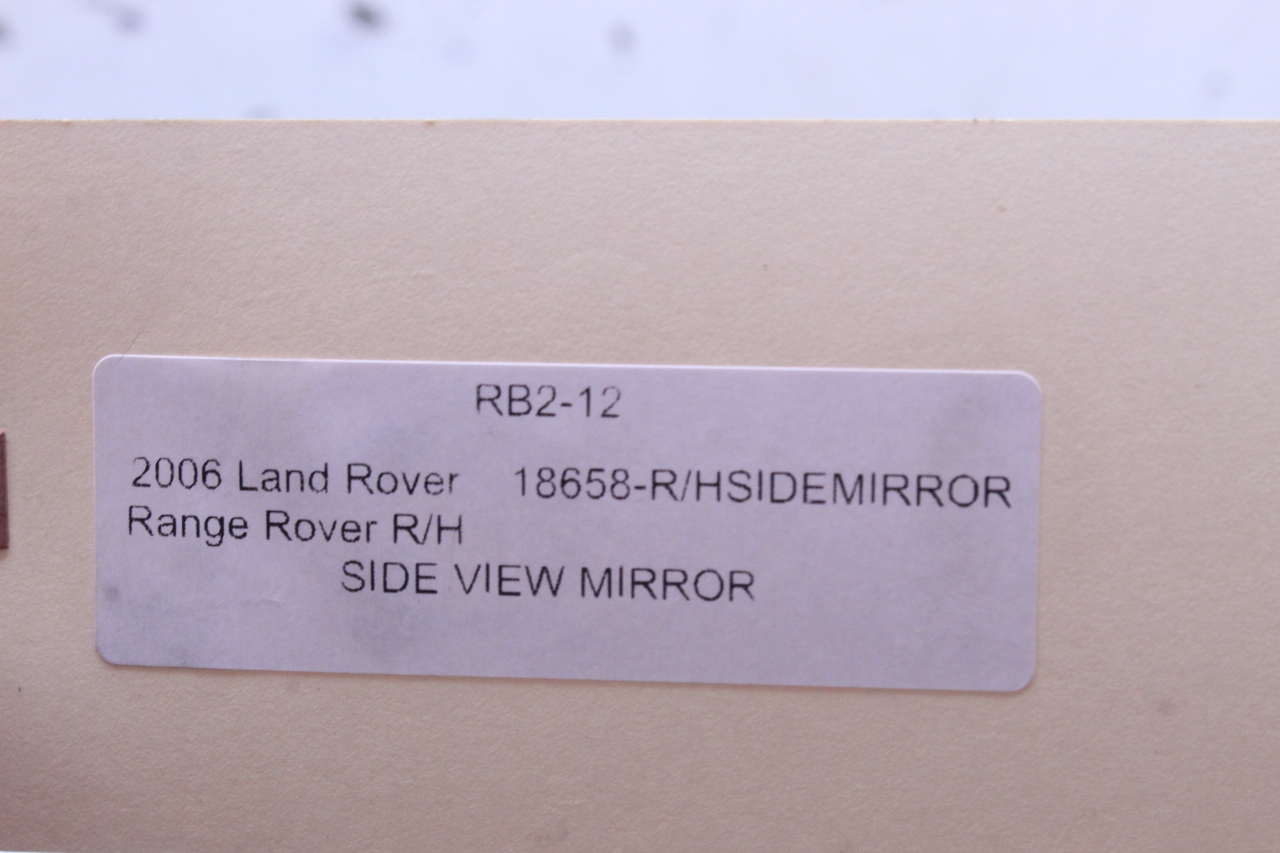 RB2-12
2006 Land Rover 18658-R/HSIDEMIRROR
Range Rover R/H
SIDE VIEW MIRROR